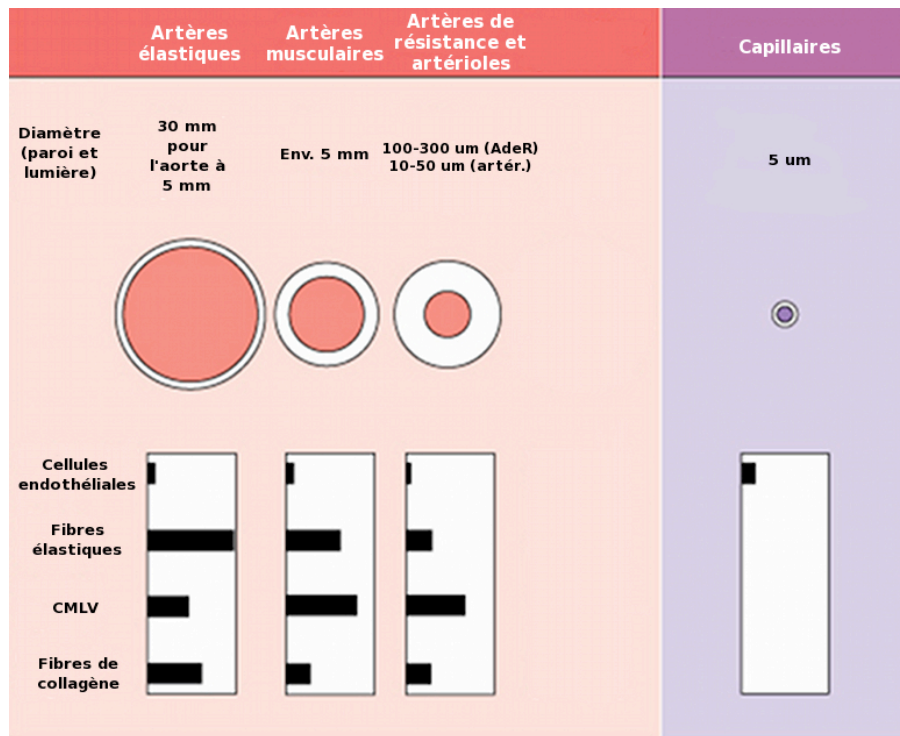 Artères
élastiques
Artères
musculaires
Artères de
résistance et
artérioles
Capillaires
Diamètre
(paroi et
lumière)
30 mm
pour
l'aorte à
5 mm
Env. 5 mm
100-300 um (AdeR)
10-50 um (artér.)
5 um
Cellules
endothéliales
Fibres
élastiques
CMLV
Fibres de
collagène